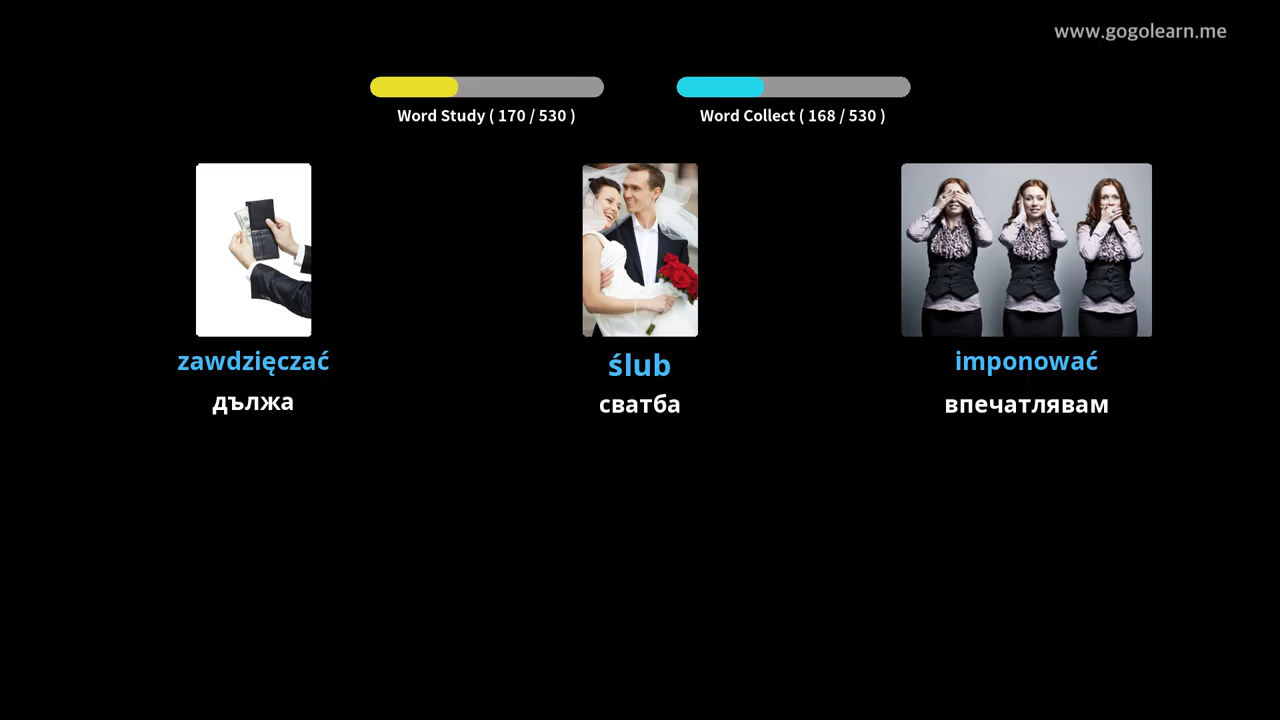 www.gogolearn.me
Word Study ( 170 / 530 )
Word Collect ( 168 / 530 )
zawdzięczać
дължа
ślub
сватба
imponować
впечатлявам